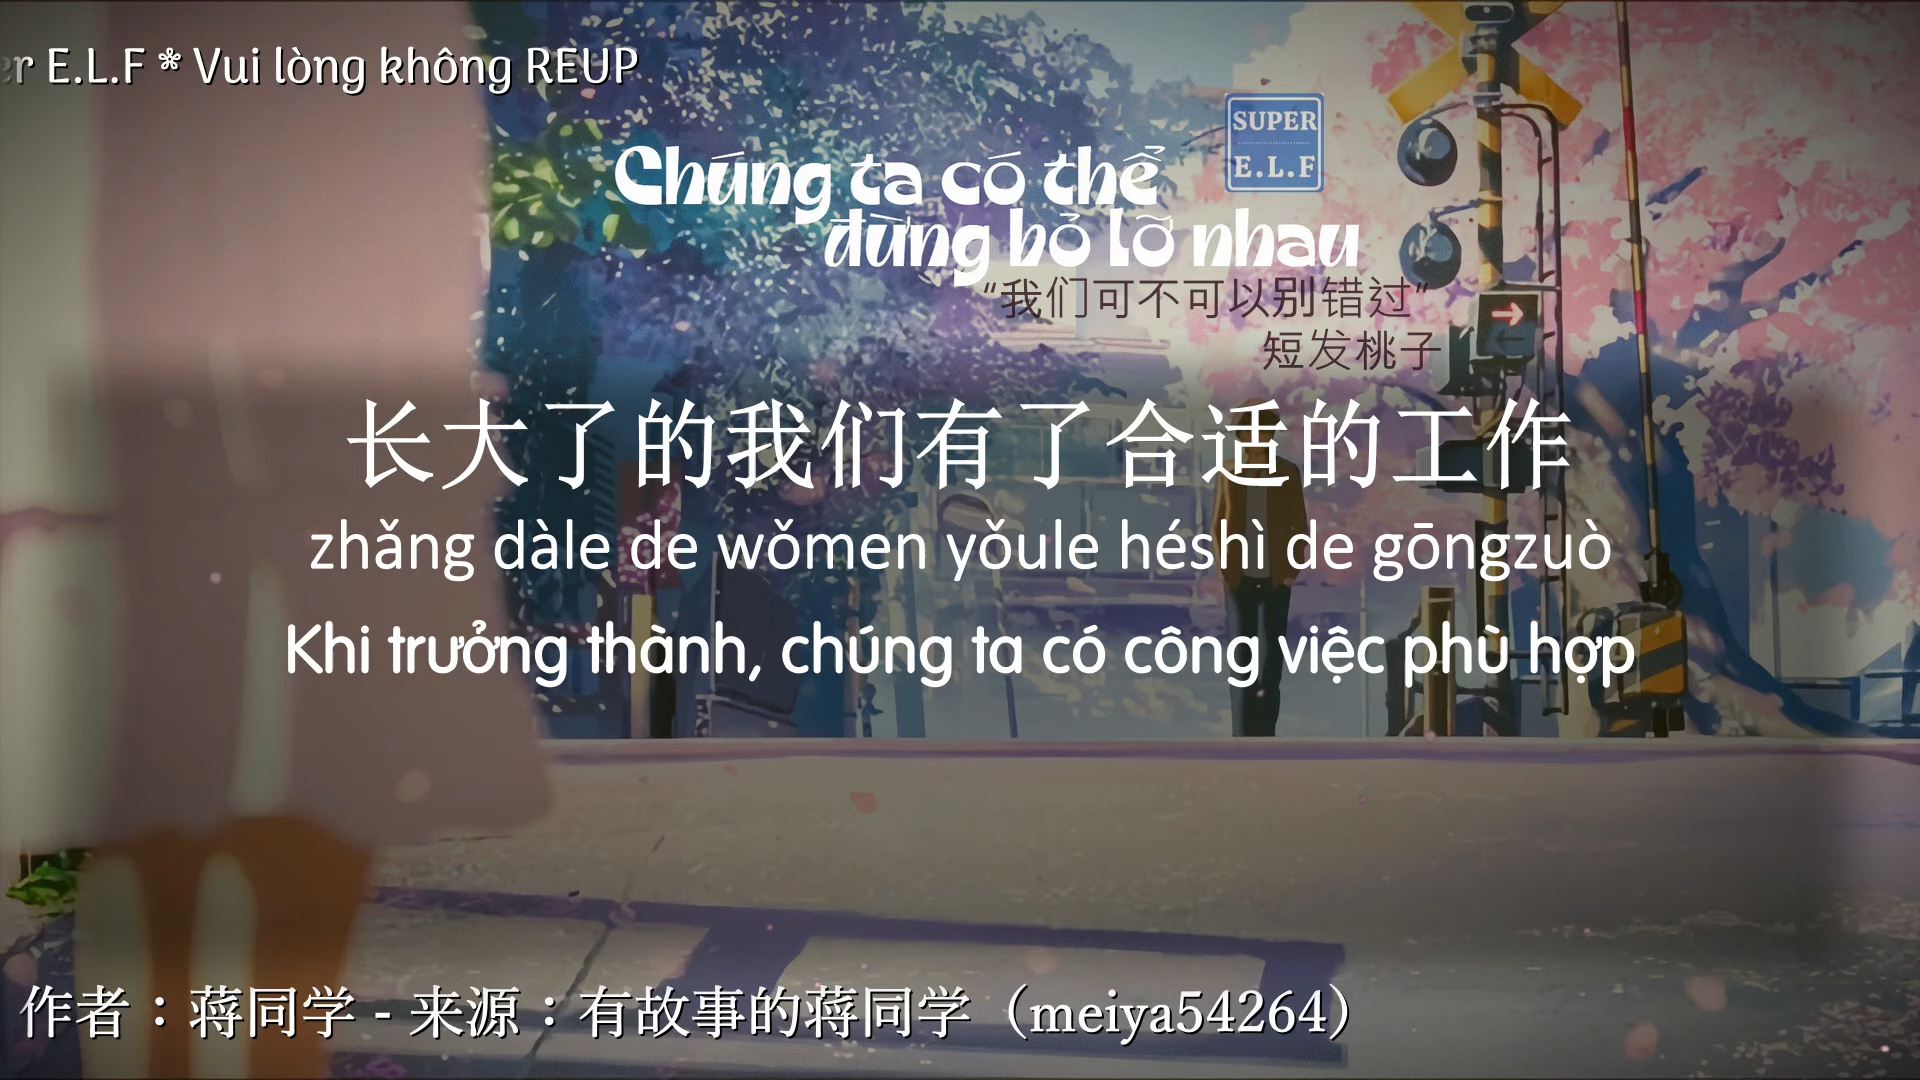 E.L.F * Vui lòng không REUP
SUPER
E.L.F
Chúng ta có thể
đừng bỏ lỡ nhau
“我们可不可以别错过”
短发桃子
长大了的我们有了合适的工作
zhǎng dàle de wǒmen yǒule héshì de gōngzuò
Khi trưởng thành, chúng ta có công việc phù hợp
作者：蒋同学 - 来源：有故事的蒋同学（meiya54264）